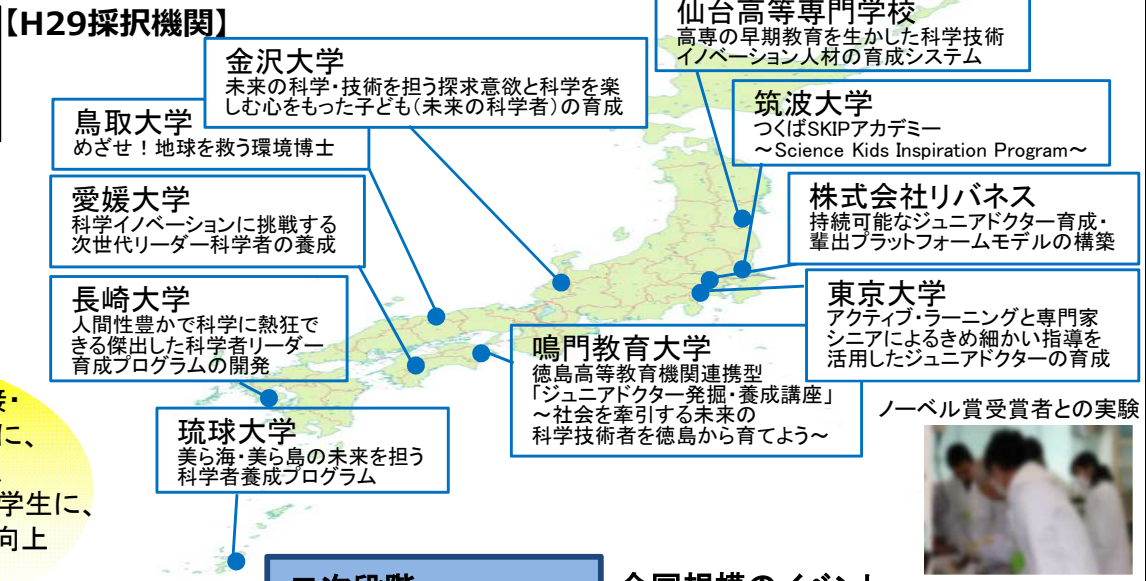 【H29採択機関】
仙台高等専門学校
高専の早期教育を生かした科学技術
イノベーション人材の育成システム
金沢大学
未来の科学・技術を担う探求意欲と科学を楽
しむ心をもった子ども（未来の科学者）の育成
筑波大学
つくばSKIPアカデミー
～Science Kids Inspiration Program～
鳥取大学
めざせ！地球を救う環境博士
愛媛大学
科学イノベーションに挑戦する
次世代リーダー科学者の養成
株式会社リバネス
持続可能なジュニアドクター育成・
輩出プラットフォームモデルの構築
長崎大学
人間性豊かで科学に熱狂で
きる傑出した科学者リーダー
育成プログラムの開発
東京大学
アクティブ・ラーニングと専門家
シニアによるきめ細かい指導を
活用したジュニアドクターの育成
鳴門教育大学
徳島高等教育機関連携型
「ジュニアドクター発掘・養成講座」
～社会を牽引する未来の
科学技術者を徳島から育てよう～
琉球大学
美ら海・美ら島の未来を担う
科学者養成プログラム
ノーベル賞受賞者との実験
・
に、
学生に、
向上
二次段階
全国規模のイベント